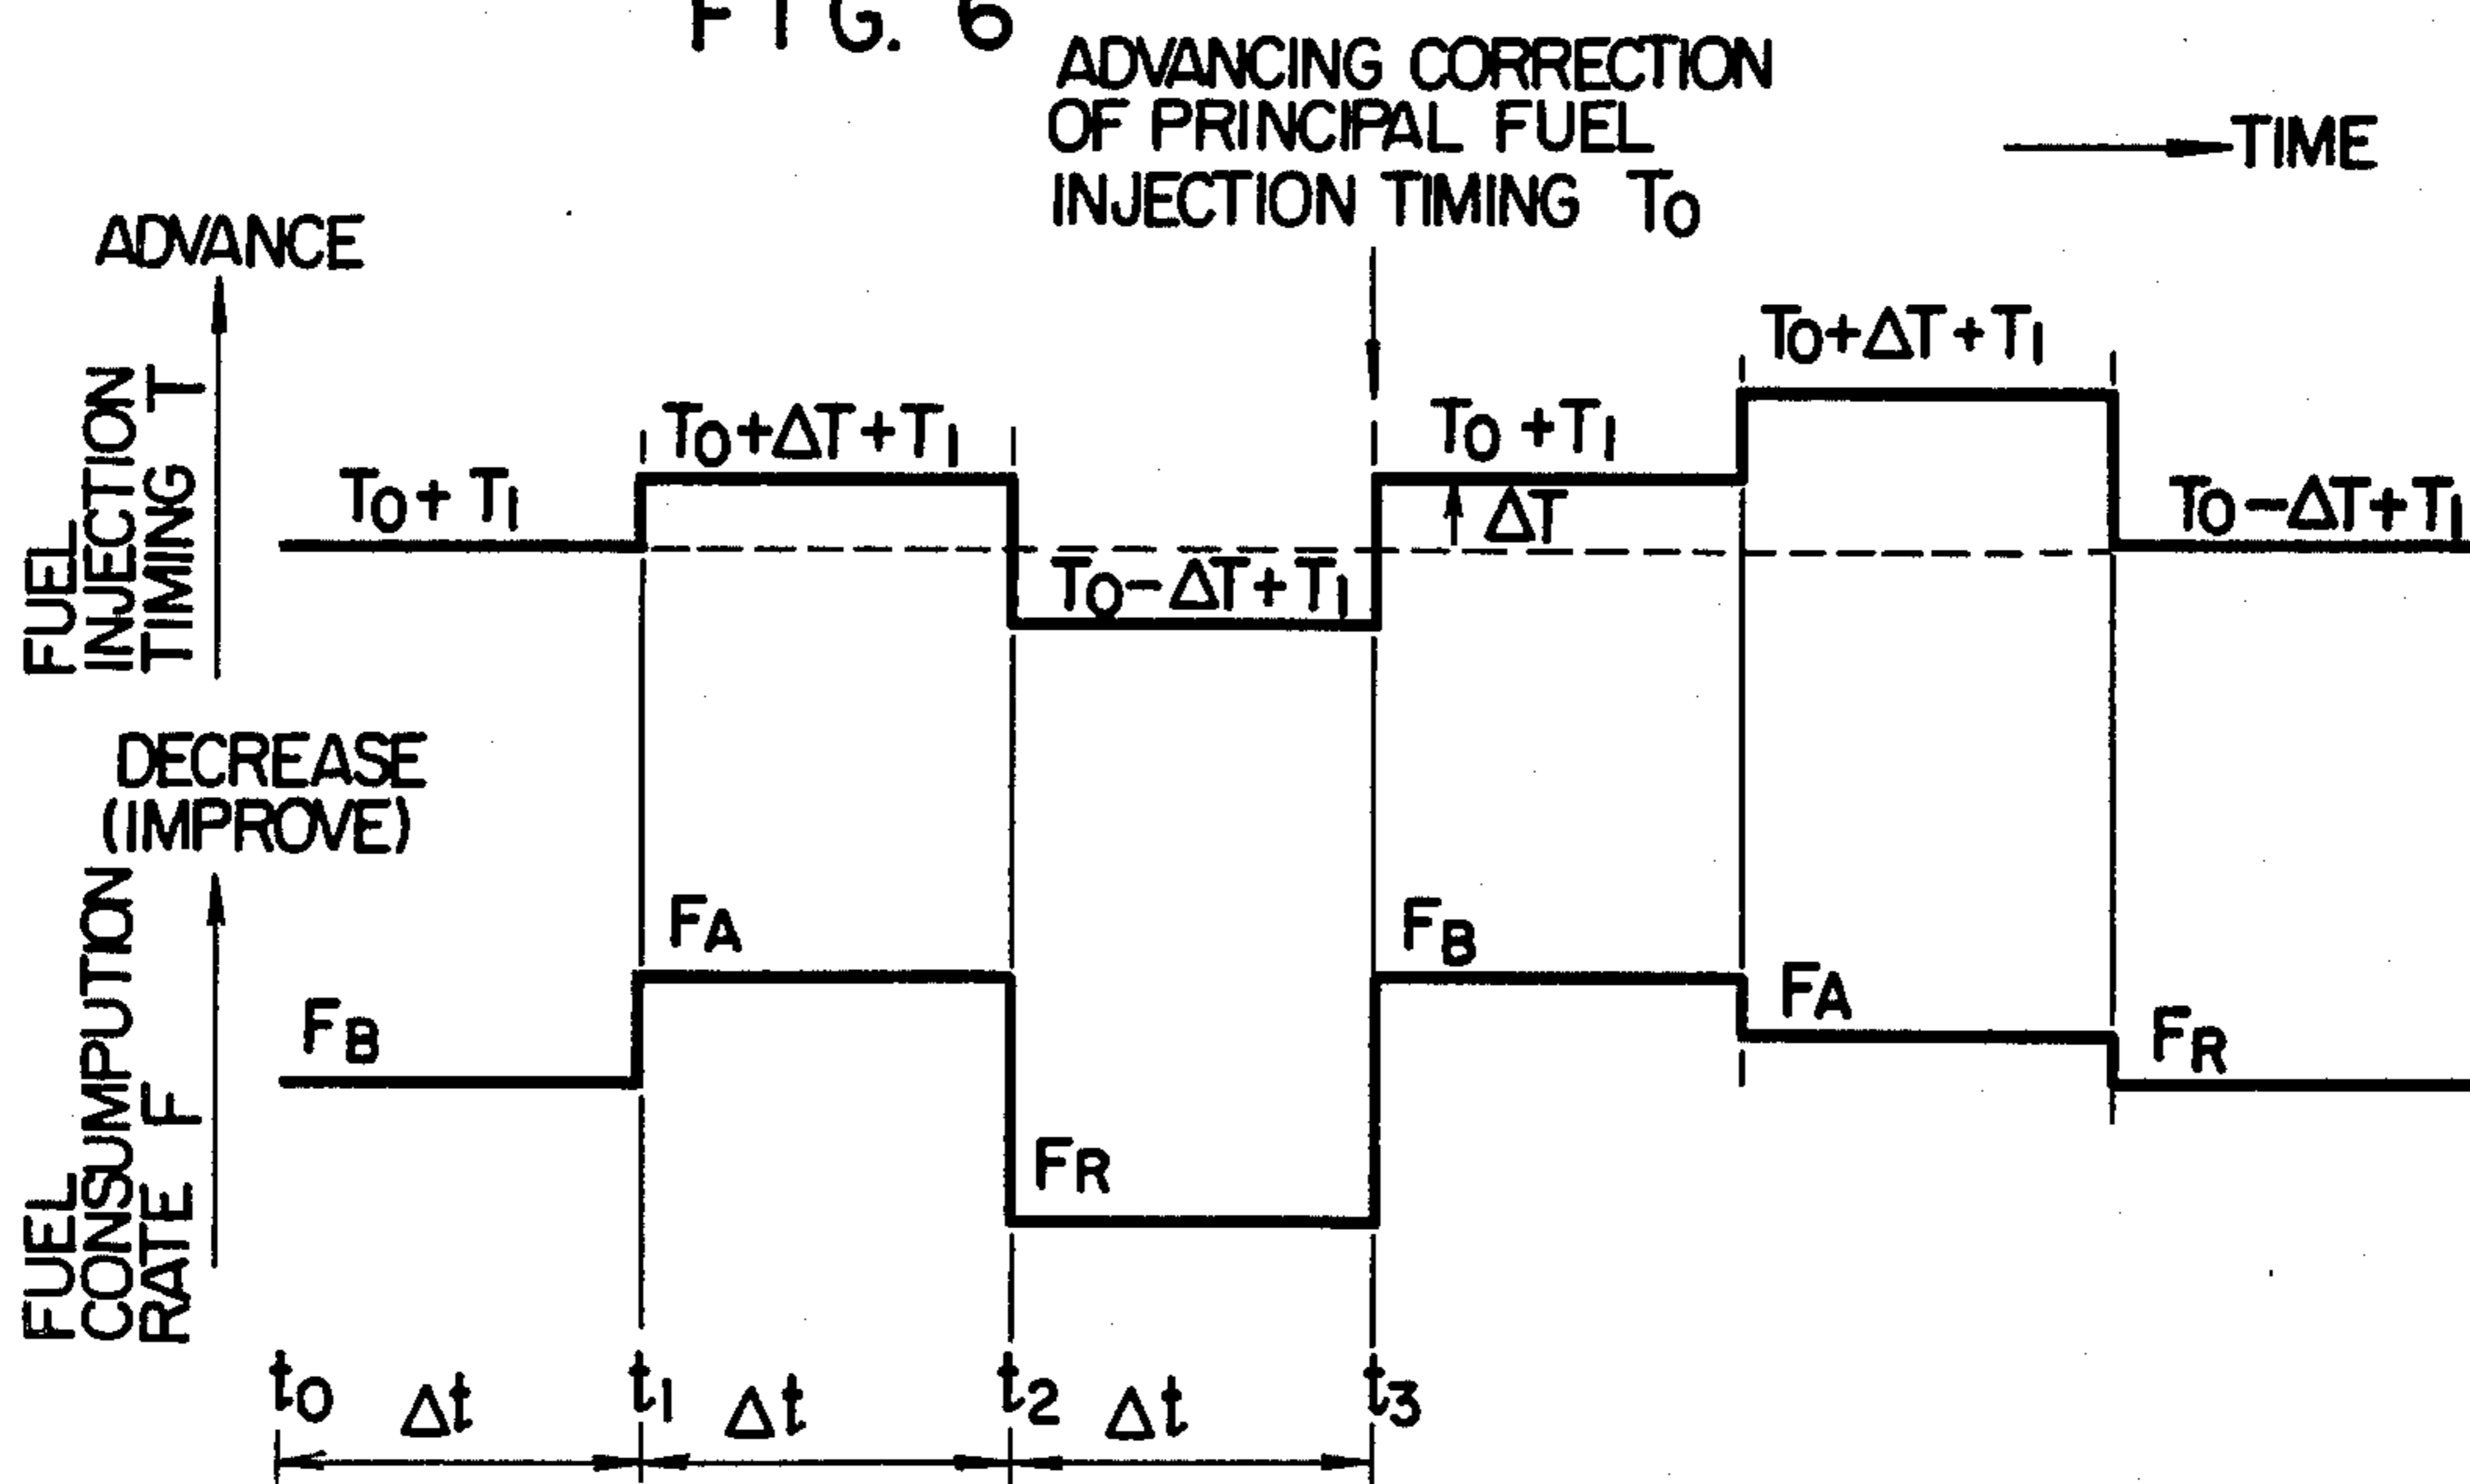 FIG. 6
ADVANCING CORRECTION
OF PRINCIPAL FUEL
INJECTION TIMING T0
TIME
ADVANCE
FUEL
INJECTION
TIMING T
T0+T1
T0+ΔT+T1
T0-ΔT+T1
T0+T1
ΔT
T0+ΔT+T1
T0-ΔT+T1
DECREASE
(IMPROVE)
FUEL
CONSUMPUTION
RATE F
FB
FA
FR
FB
FA
FR
t0 Δt t1 Δt t2 Δt t3